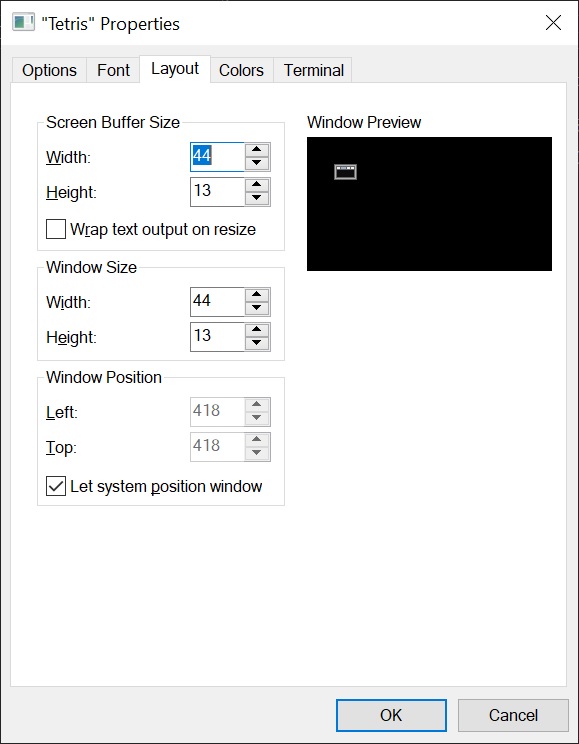 "Tetris" Properties
Options Font Layout Colors Terminal
Screen Buffer Size
Width: 44
Height: 13
Wrap text output on resize
Window Size
Width: 44
Height: 13
Window Position
Left: 418
Top: 418
Let system position window
Window Preview
OK Cancel